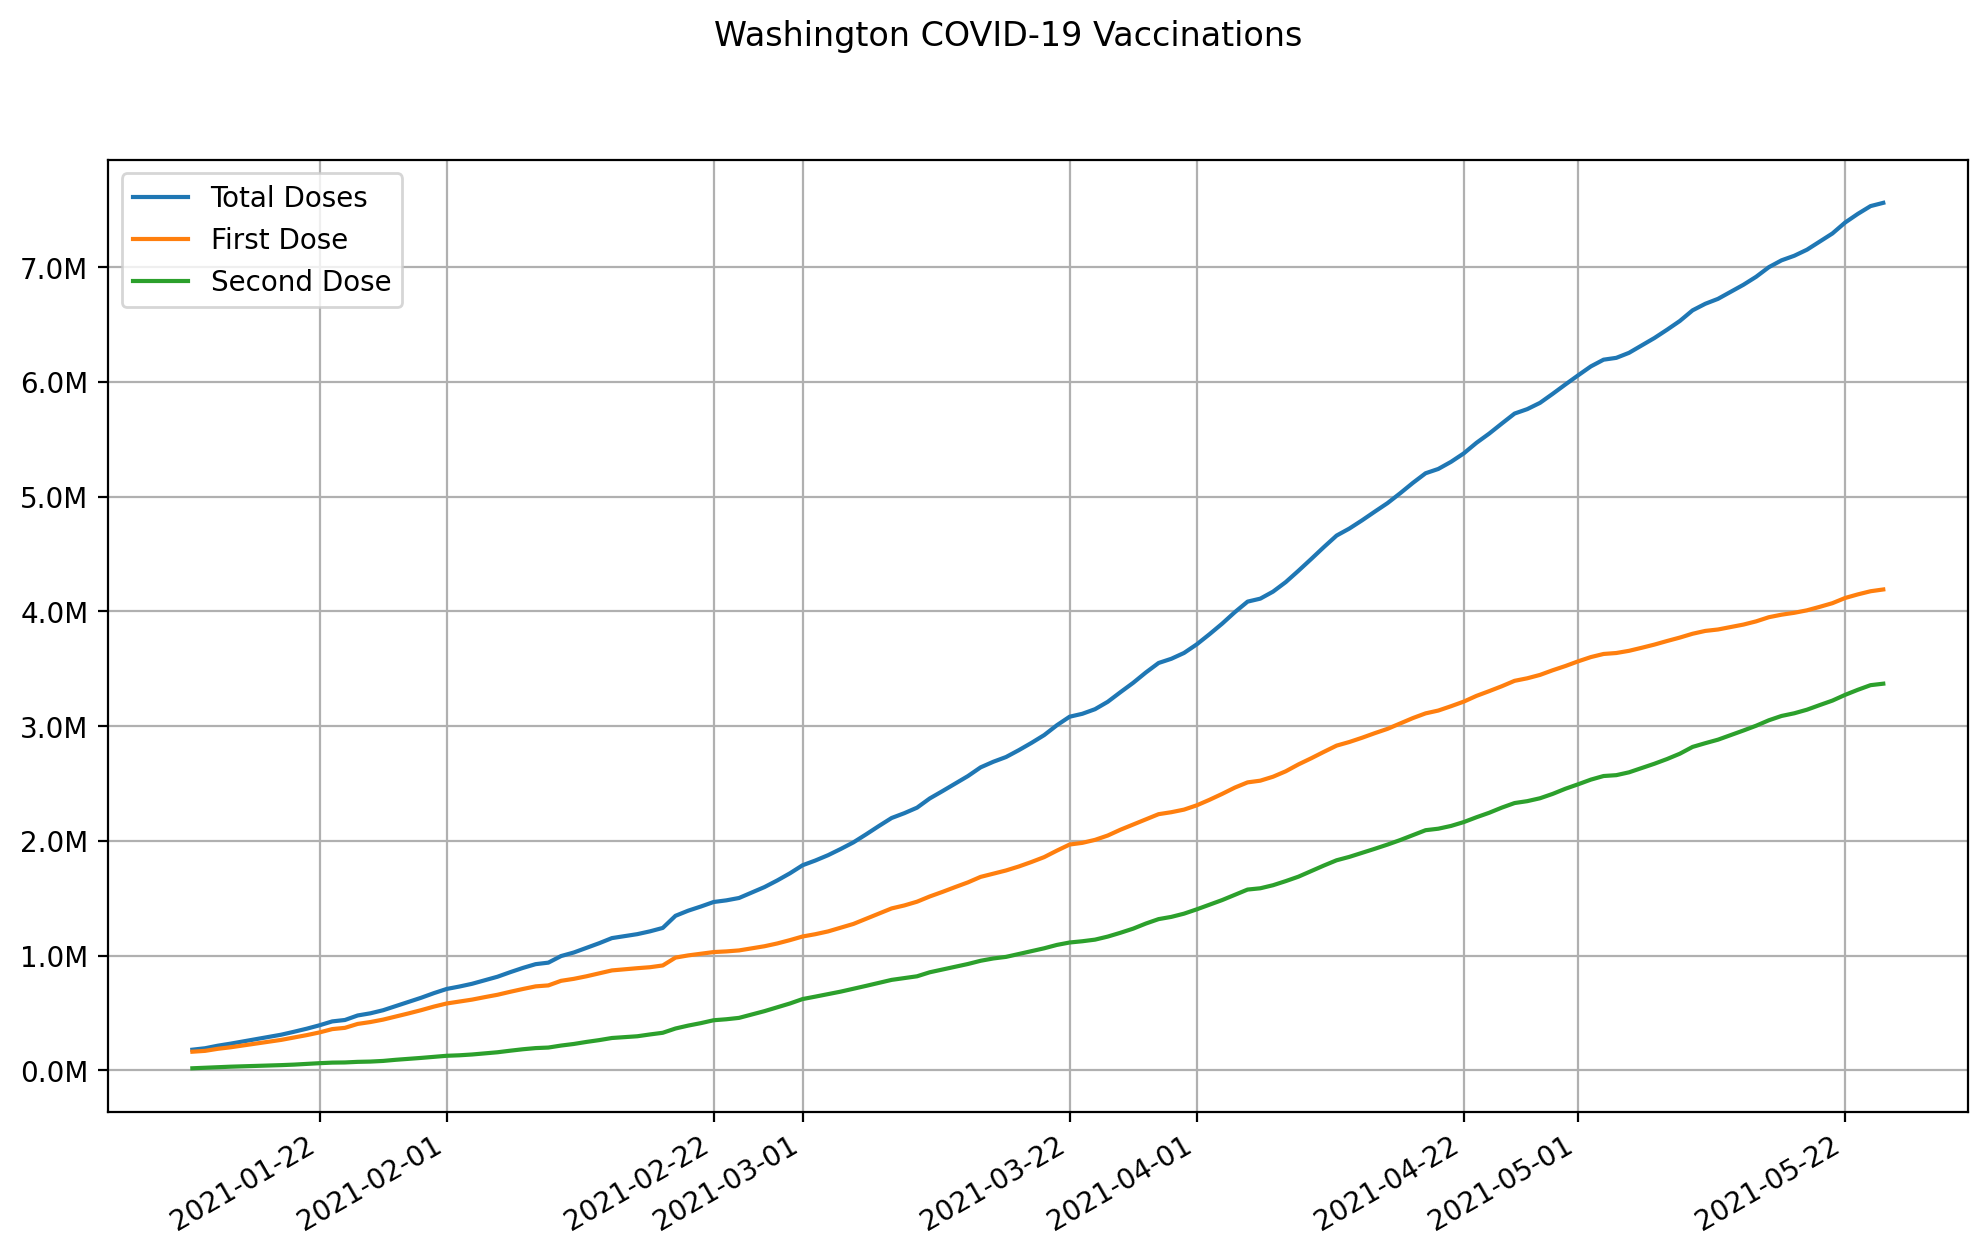 Washington COVID-19 Vaccinations
Total Doses
First Dose
Second Dose
7.0M
6.0M
5.0M
4.0M
3.0M
2.0M
1.0M
0.0M
2021-01-22
2021-02-01
2021-02-22
2021-03-01
2021-03-22
2021-04-01
2021-04-22
2021-05-01
2021-05-22